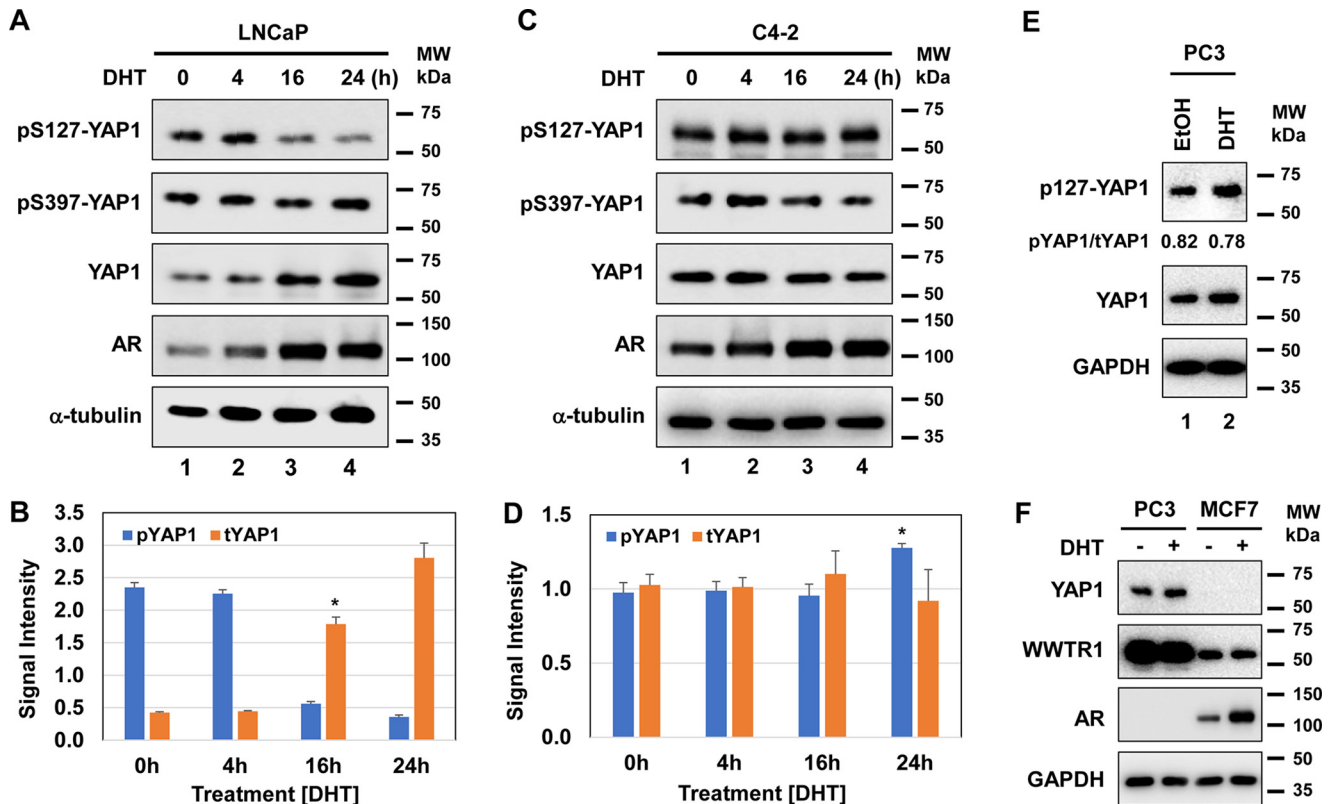 A
LNCaP
MW
kDa
DHT 0 4 16 24 (h)
pS127-YAP1
75
50
pS397-YAP1
75
50
YAP1
75
50
AR
150
100
α-tubulin
50
35
1 2 3 4
B
pYAP1 tYAP1
Signal Intensity
3.5
3.0
2.5
2.0
1.5
1.0
0.5
0.0
*
0h 4h 16h 24h
Treatment [DHT]
C
C4-2
MW
kDa
DHT 0 4 16 24 (h)
pS127-YAP1
75
50
pS397-YAP1
75
50
YAP1
75
50
AR
150
100
α-tubulin
50
35
1 2 3 4
D
pYAP1 tYAP1
Signal Intensity
1.5
1.0
0.5
0.0
*
0h 4h 16h 24h
Treatment [DHT]
E
PC3
EtOH DHT
MW
kDa
p127-YAP1
75
50
pYAP1/tYAP1 0.82 0.78
YAP1
75
50
GAPDH
50
35
1 2
F
PC3 MCF7
MW
kDa
DHT - + - +
YAP1
75
50
WWTR1
75
50
AR
150
100
GAPDH
50
35